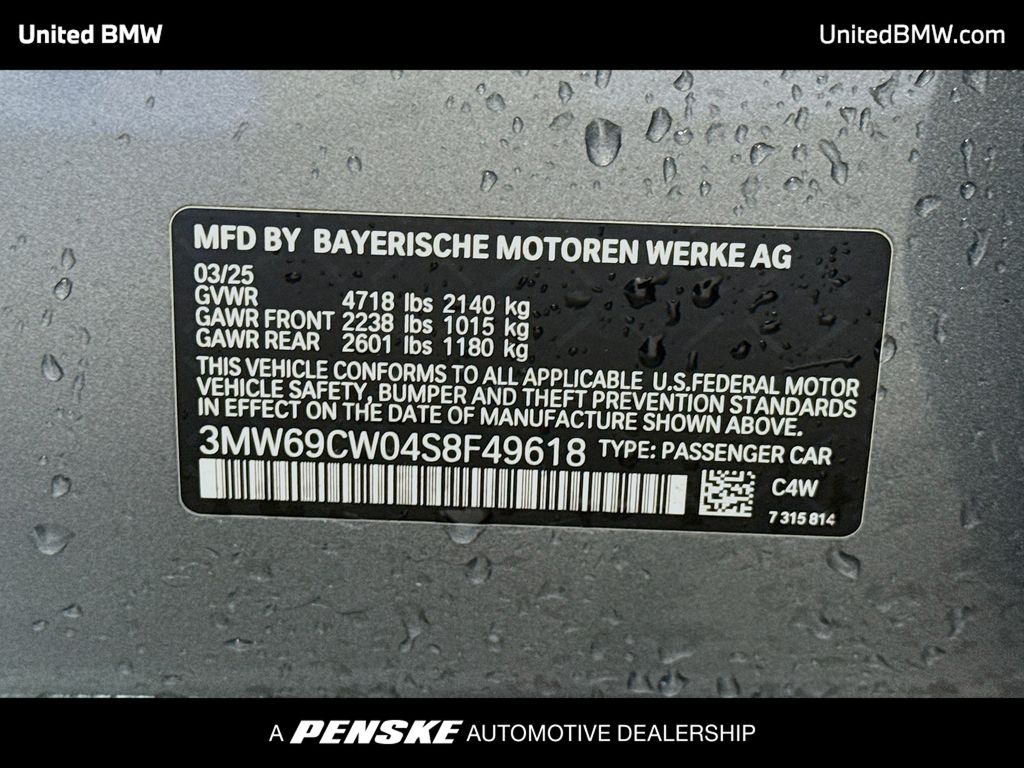 United BMW
UnitedBMW.com
MFD BY BAYERISCHE MOTOREN WERKE AG
03/25
GVWR 4718 lbs 2140 kg
GAWR FRONT 2238 lbs 1015 kg
GAWR REAR 2601 lbs 1180 kg
THIS VEHICLE CONFORMS TO ALL APPLICABLE U.S.FEDERAL MOTOR
VEHICLE SAFETY, BUMPER AND THEFT PREVENTION STANDARDS
IN EFFECT ON THE DATE OF MANUFACTURE SHOWN ABOVE.
3MW69CW04S8F49618 TYPE: PASSENGER CAR
C4W
7 315 814
A PENSKE AUTOMOTIVE DEALERSHIP